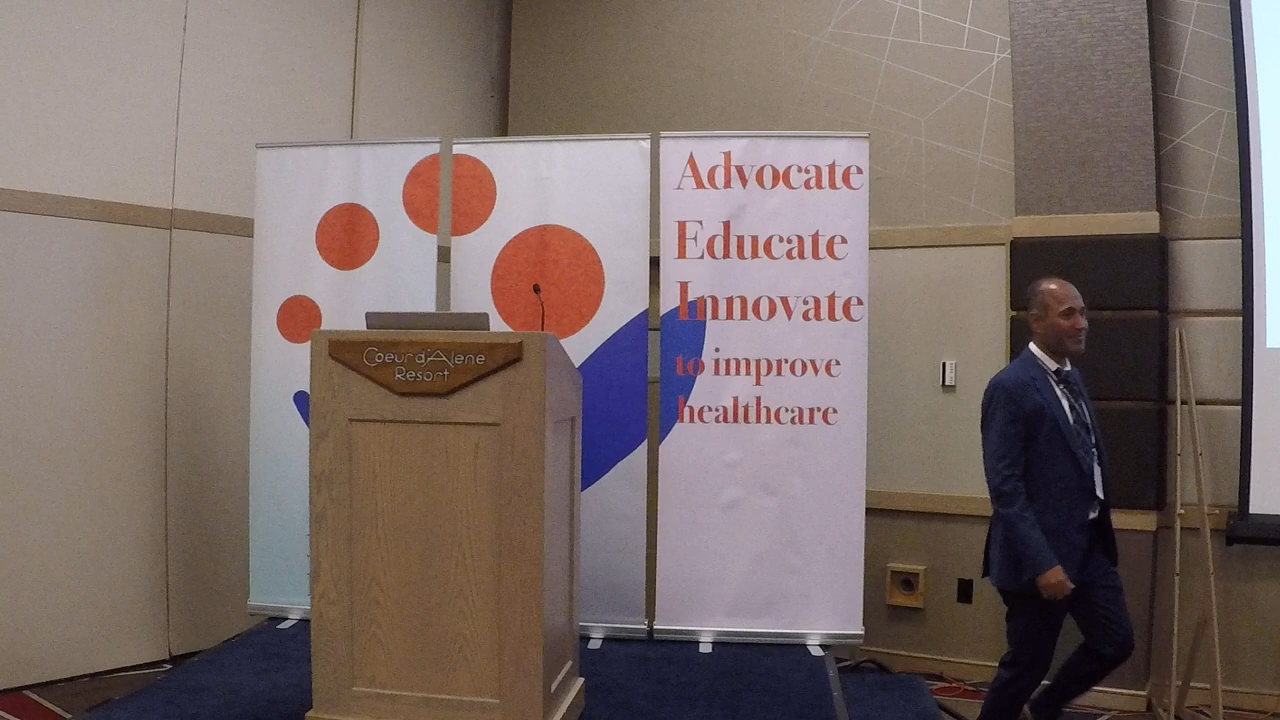 Advocate
Educate
Innovate
to improve
healthcare
Coeur d'Alene
Resort